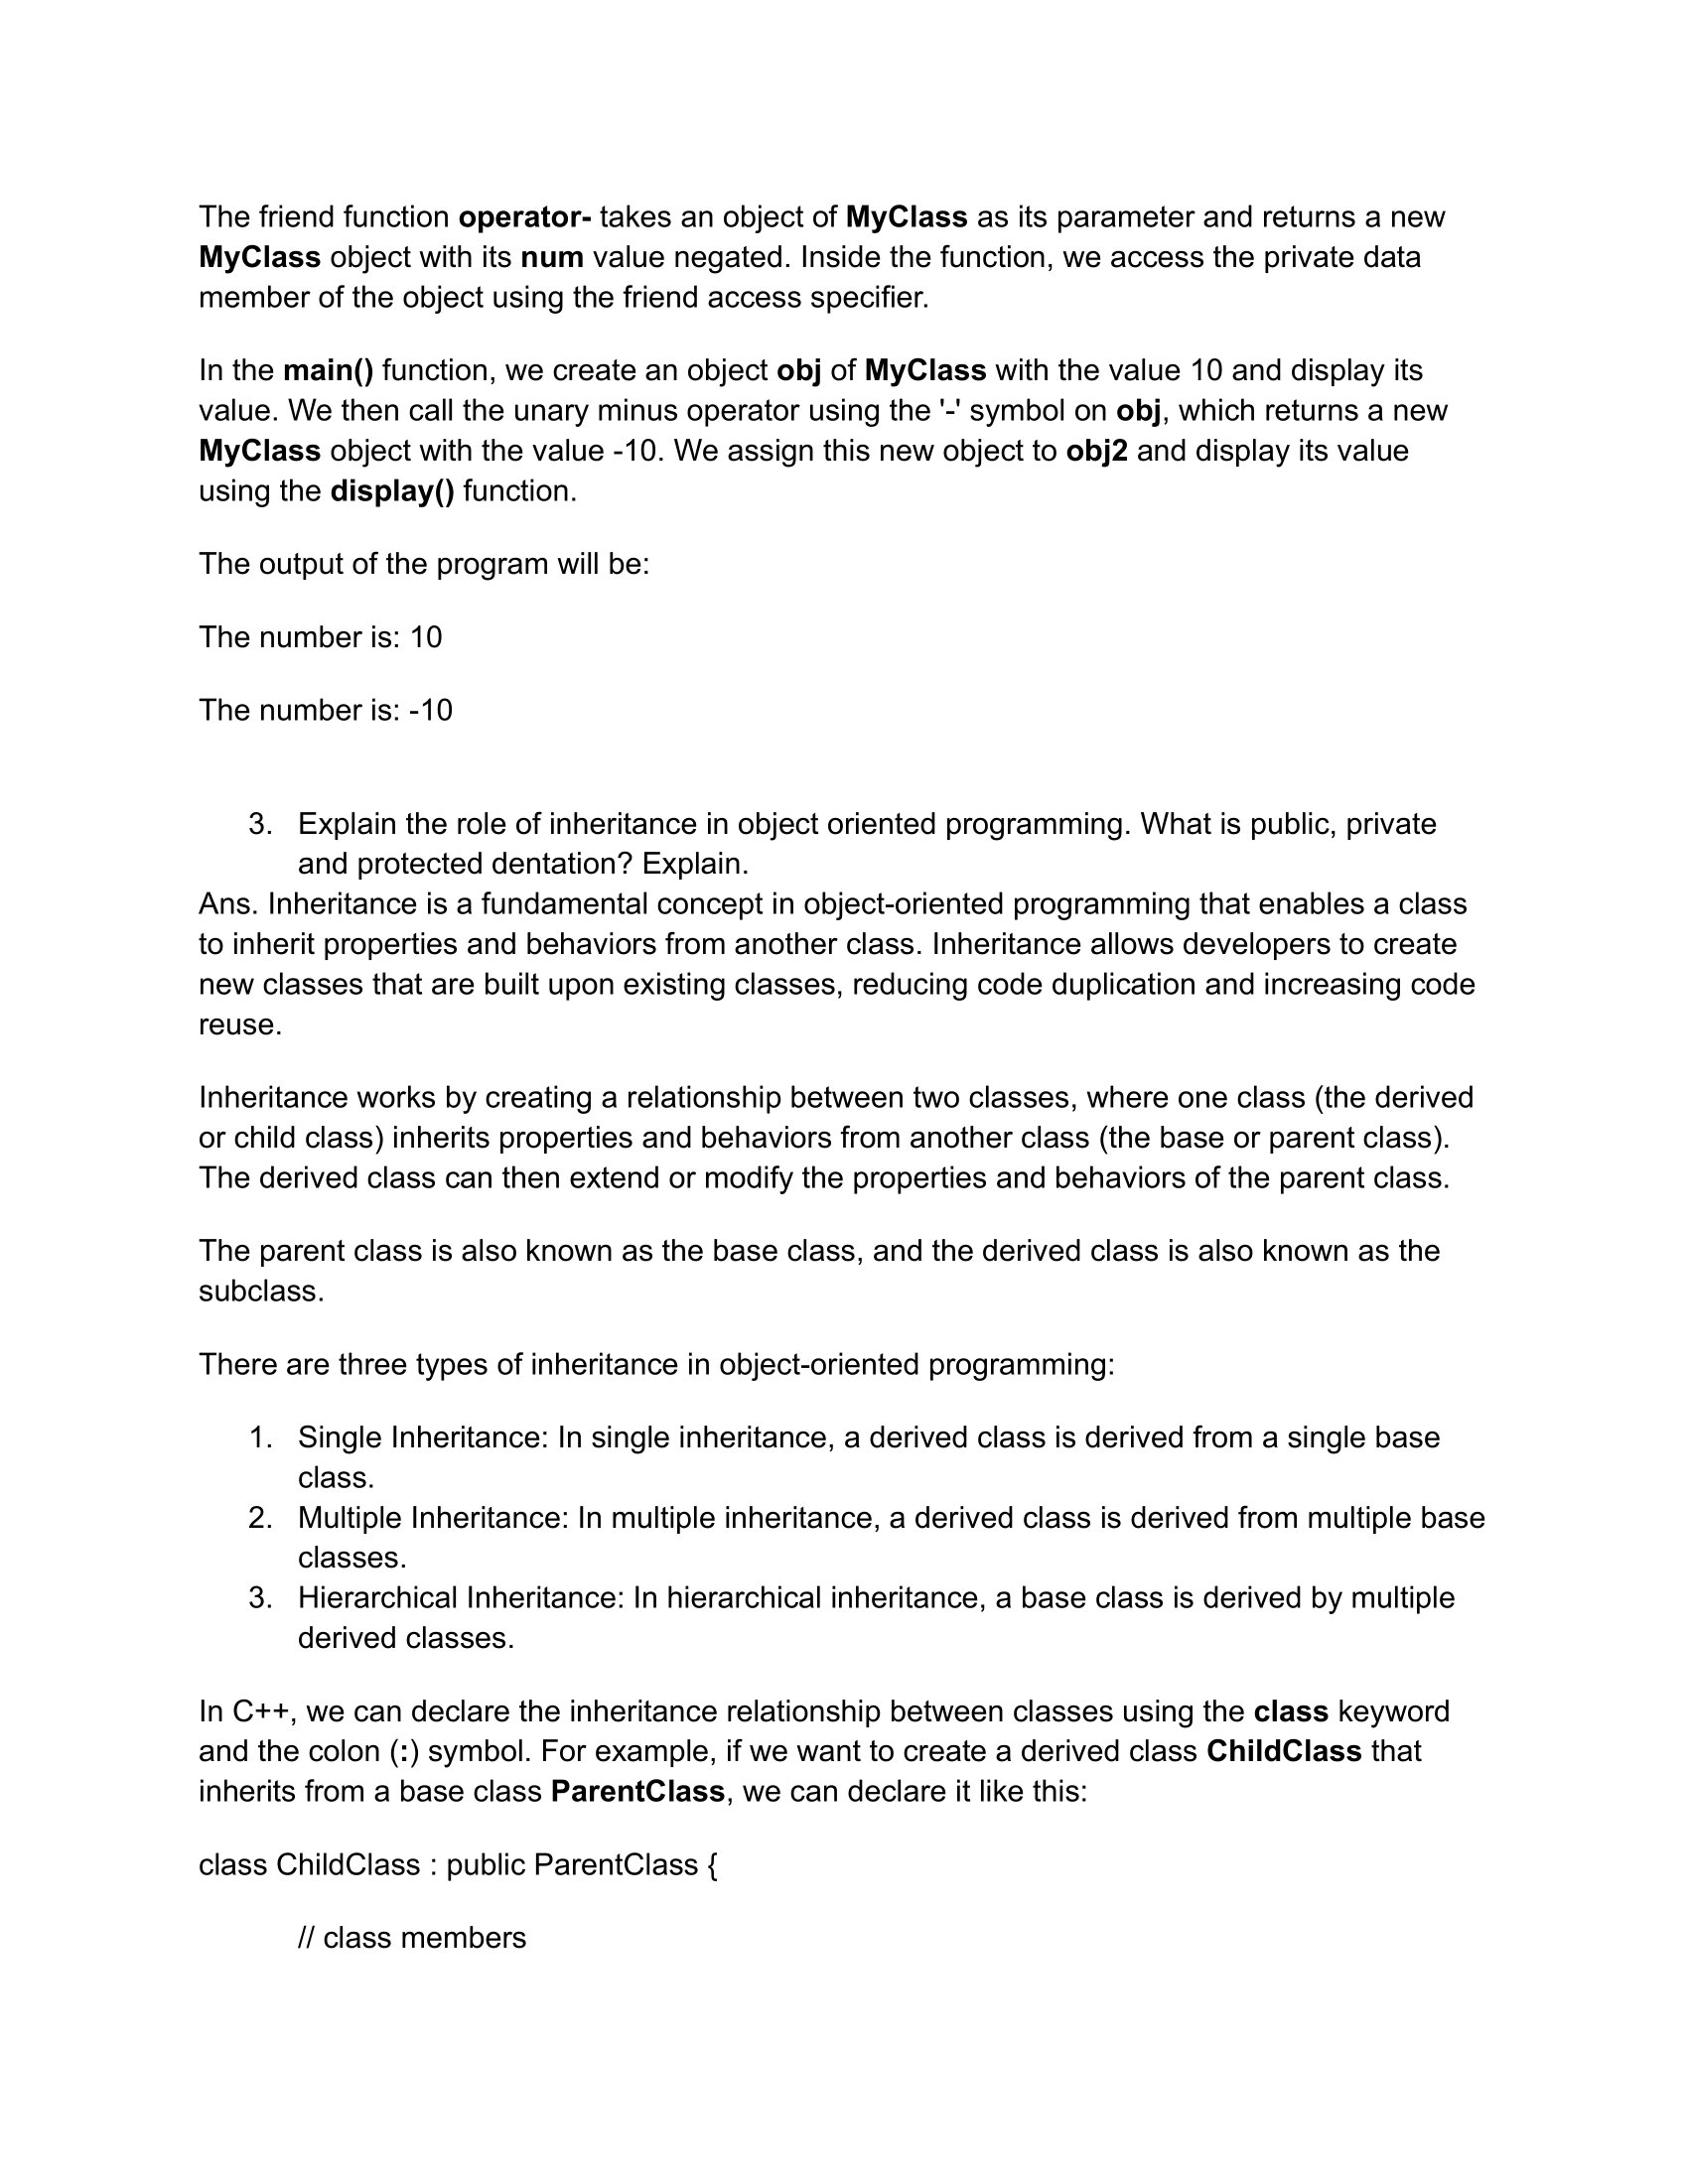 The friend function operator- takes an object of MyClass as its parameter and returns a new
MyClass object with its num value negated. Inside the function, we access the private data
member of the object using the friend access specifier.
In the main() function, we create an object obj of MyClass with the value 10 and display its
value. We then call the unary minus operator using the '-' symbol on obj, which returns a new
MyClass object with the value -10. We assign this new object to obj2 and display its value
using the display() function.
The output of the program will be:
The number is: 10
The number is: -10
3. Explain the role of inheritance in object oriented programming. What is public, private
and protected dentation? Explain.
Ans. Inheritance is a fundamental concept in object-oriented programming that enables a class
to inherit properties and behaviors from another class. Inheritance allows developers to create
new classes that are built upon existing classes, reducing code duplication and increasing code
reuse.
Inheritance works by creating a relationship between two classes, where one class (the derived
or child class) inherits properties and behaviors from another class (the base or parent class).
The derived class can then extend or modify the properties and behaviors of the parent class.
The parent class is also known as the base class, and the derived class is also known as the
subclass.
There are three types of inheritance in object-oriented programming:
1. Single Inheritance: In single inheritance, a derived class is derived from a single base
class.
2. Multiple Inheritance: In multiple inheritance, a derived class is derived from multiple base
classes.
3. Hierarchical Inheritance: In hierarchical inheritance, a base class is derived by multiple
derived classes.
In C++, we can declare the inheritance relationship between classes using the class keyword
and the colon (:) symbol. For example, if we want to create a derived class ChildClass that
inherits from a base class ParentClass, we can declare it like this:
class ChildClass : public ParentClass {
// class members